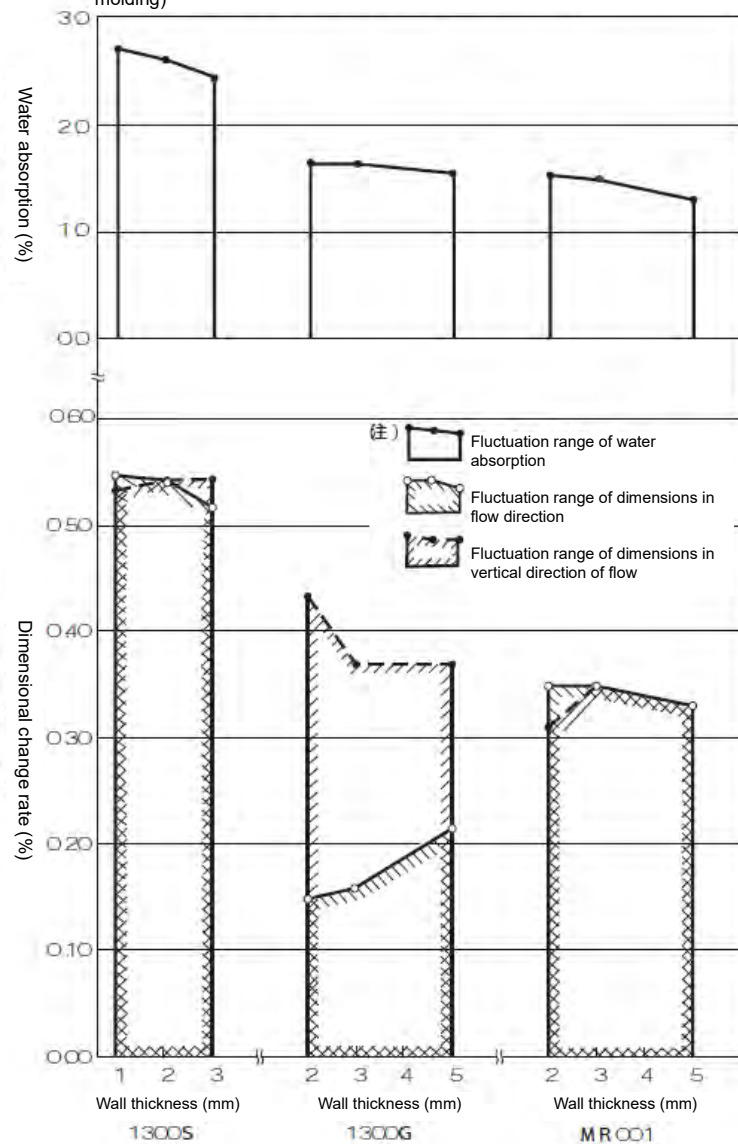 molding)
3.0
2.0
1.0
0.0
Water absorption (%)
0.60
0.50
0.40
0.30
0.20
0.10
0.00
Dimensional change rate (%)
(注)
Fluctuation range of water
absorption
Fluctuation range of dimensions in
flow direction
Fluctuation range of dimensions in
vertical direction of flow
1 2 3 2 3 4 5 2 3 4 5
Wall thickness (mm) Wall thickness (mm) Wall thickness (mm)
1300S 1300G MR001